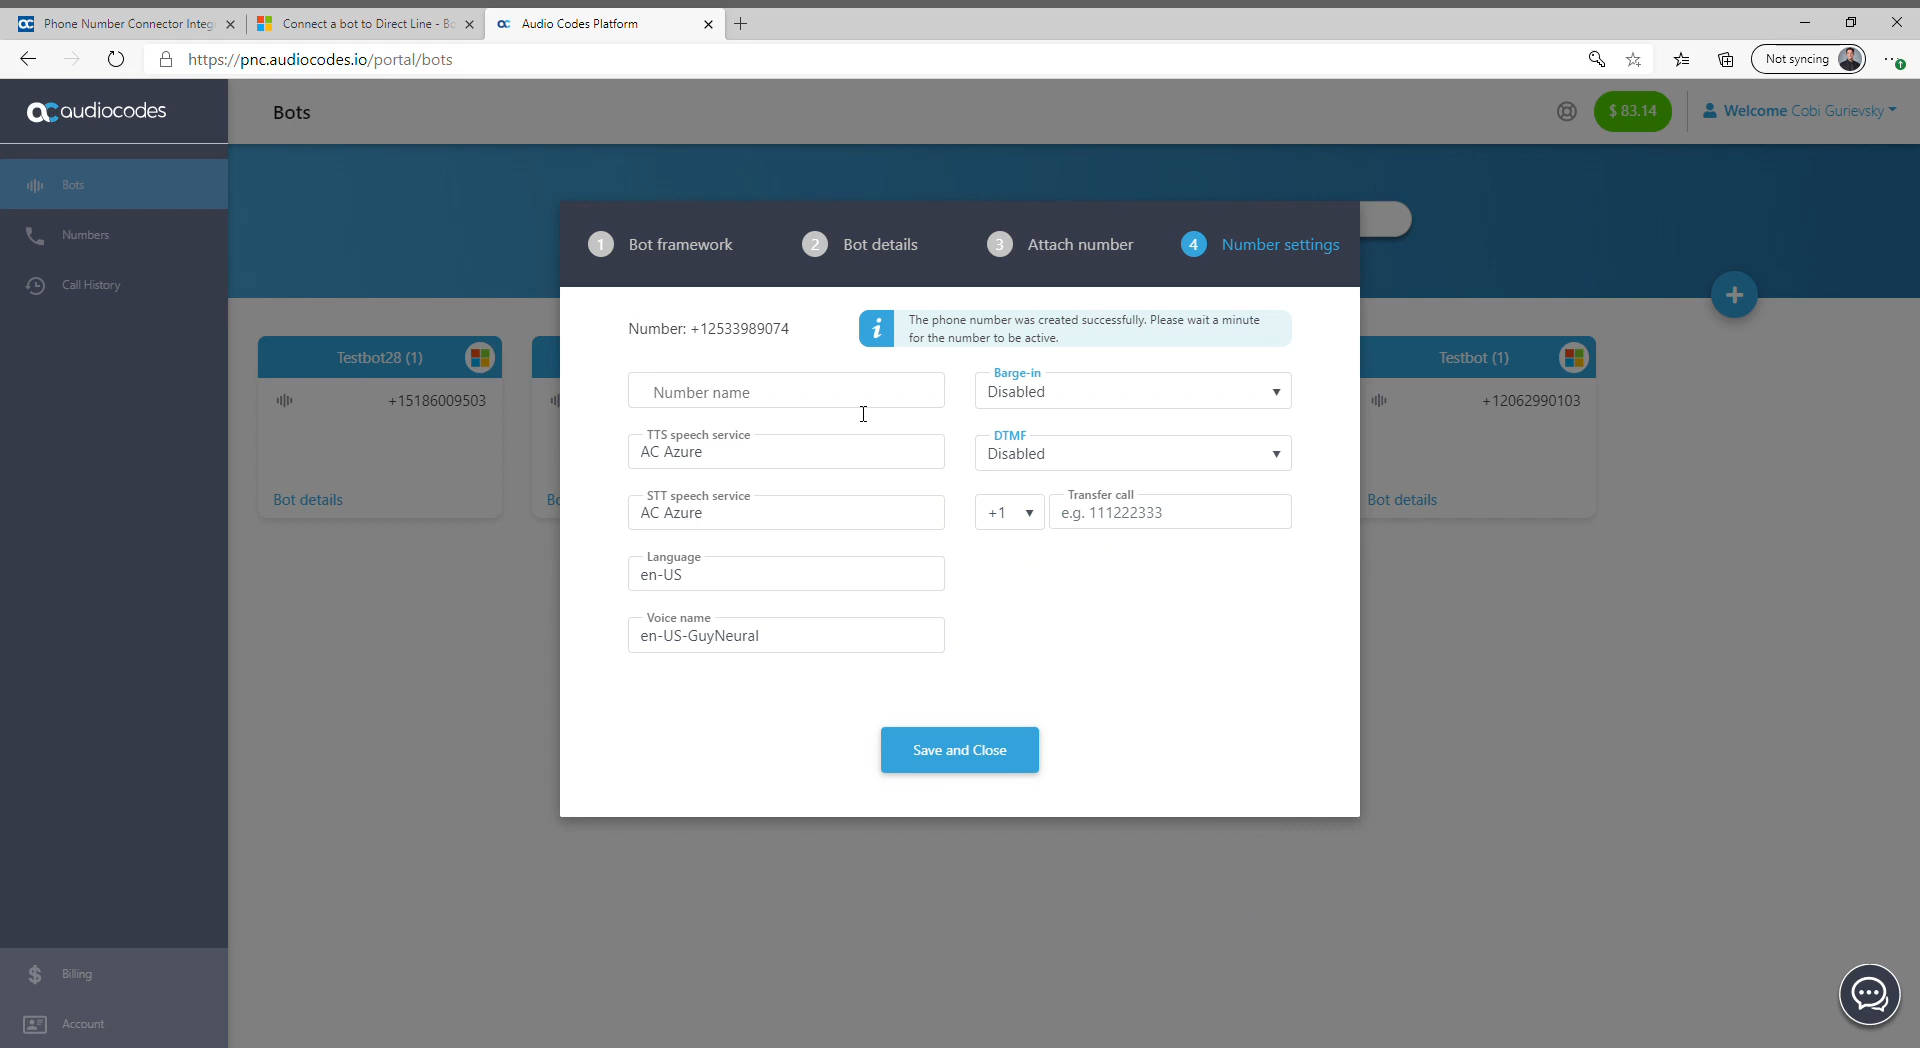 Phone Number Connector Integ
Connect a bot to Direct Line - Bo
Audio Codes Platform
https://pnc.audiocodes.io/portal/bots
Not syncing
audiocodes
Bots
$ 83.14
Welcome Cobi Gurievsky
Bots
Numbers
Call History
Billing
Account
1 Bot framework
2 Bot details
3 Attach number
4 Number settings
Number: +12533989074
The phone number was created successfully. Please wait a minute
for the number to be active.
Number name
Barge-in
Disabled
TTS speech service
AC Azure
DTMF
Disabled
STT speech service
AC Azure
Transfer call
+1
e.g. 111222333
Language
en-US
Voice name
en-US-GuyNeural
Save and Close
Testbot28 (1)
+15186009503
Bot details
Bo
Testbot (1)
+12062990103
Bot details